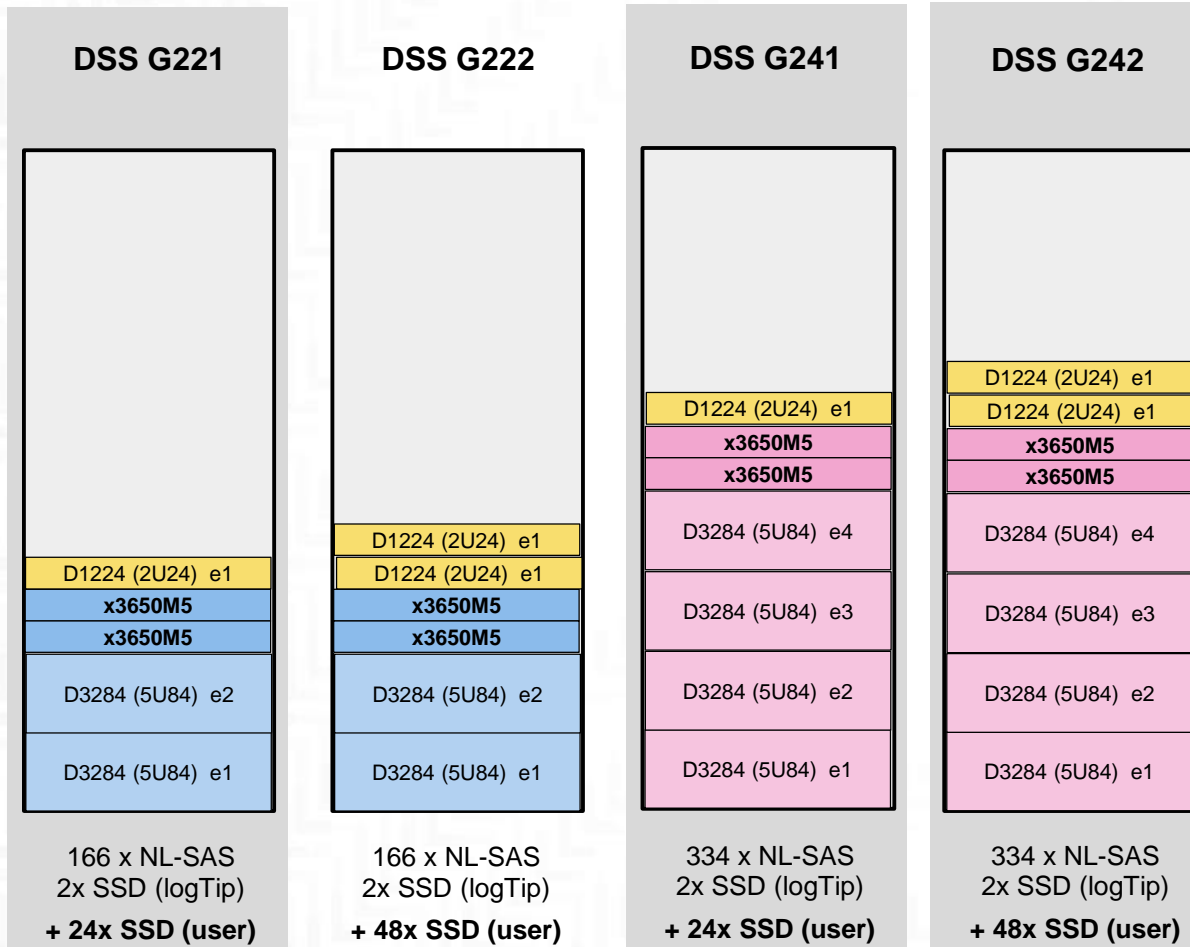 DSS G221
D1224 (2U24) e1
x3650M5
x3650M5
D3284 (5U84) e2
D3284 (5U84) e1
166 x NL-SAS
2x SSD (logTip)
+ 24x SSD (user)
DSS G222
D1224 (2U24) e1
D1224 (2U24) e1
x3650M5
x3650M5
D3284 (5U84) e2
D3284 (5U84) e1
166 x NL-SAS
2x SSD (logTip)
+ 48x SSD (user)
DSS G241
D1224 (2U24) e1
x3650M5
x3650M5
D3284 (5U84) e4
D3284 (5U84) e3
D3284 (5U84) e2
D3284 (5U84) e1
334 x NL-SAS
2x SSD (logTip)
+ 24x SSD (user)
DSS G242
D1224 (2U24) e1
D1224 (2U24) e1
x3650M5
x3650M5
D3284 (5U84) e4
D3284 (5U84) e3
D3284 (5U84) e2
D3284 (5U84) e1
334 x NL-SAS
2x SSD (logTip)
+ 48x SSD (user)